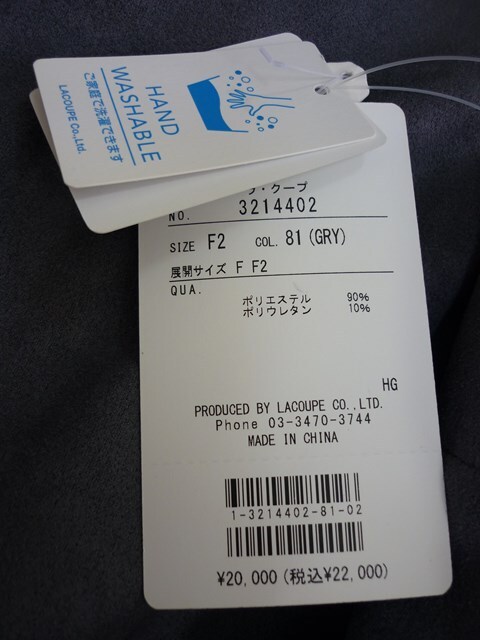 HAND
WASHABLE
ご家庭で洗濯できます
LACOUPE Co.,Ltd.
ラ・クープ
NO. 3214402
SIZE F2 COL. 81 (GRY)
展開サイズ F F2
QUA.
ポリエステル 90%
ポリウレタン 10%
HG
PRODUCED BY LACOUPE CO.,LTD.
Phone 03-3470-3744
MADE IN CHINA
1-3214402-81-02
¥20,000 (税込¥22,000)